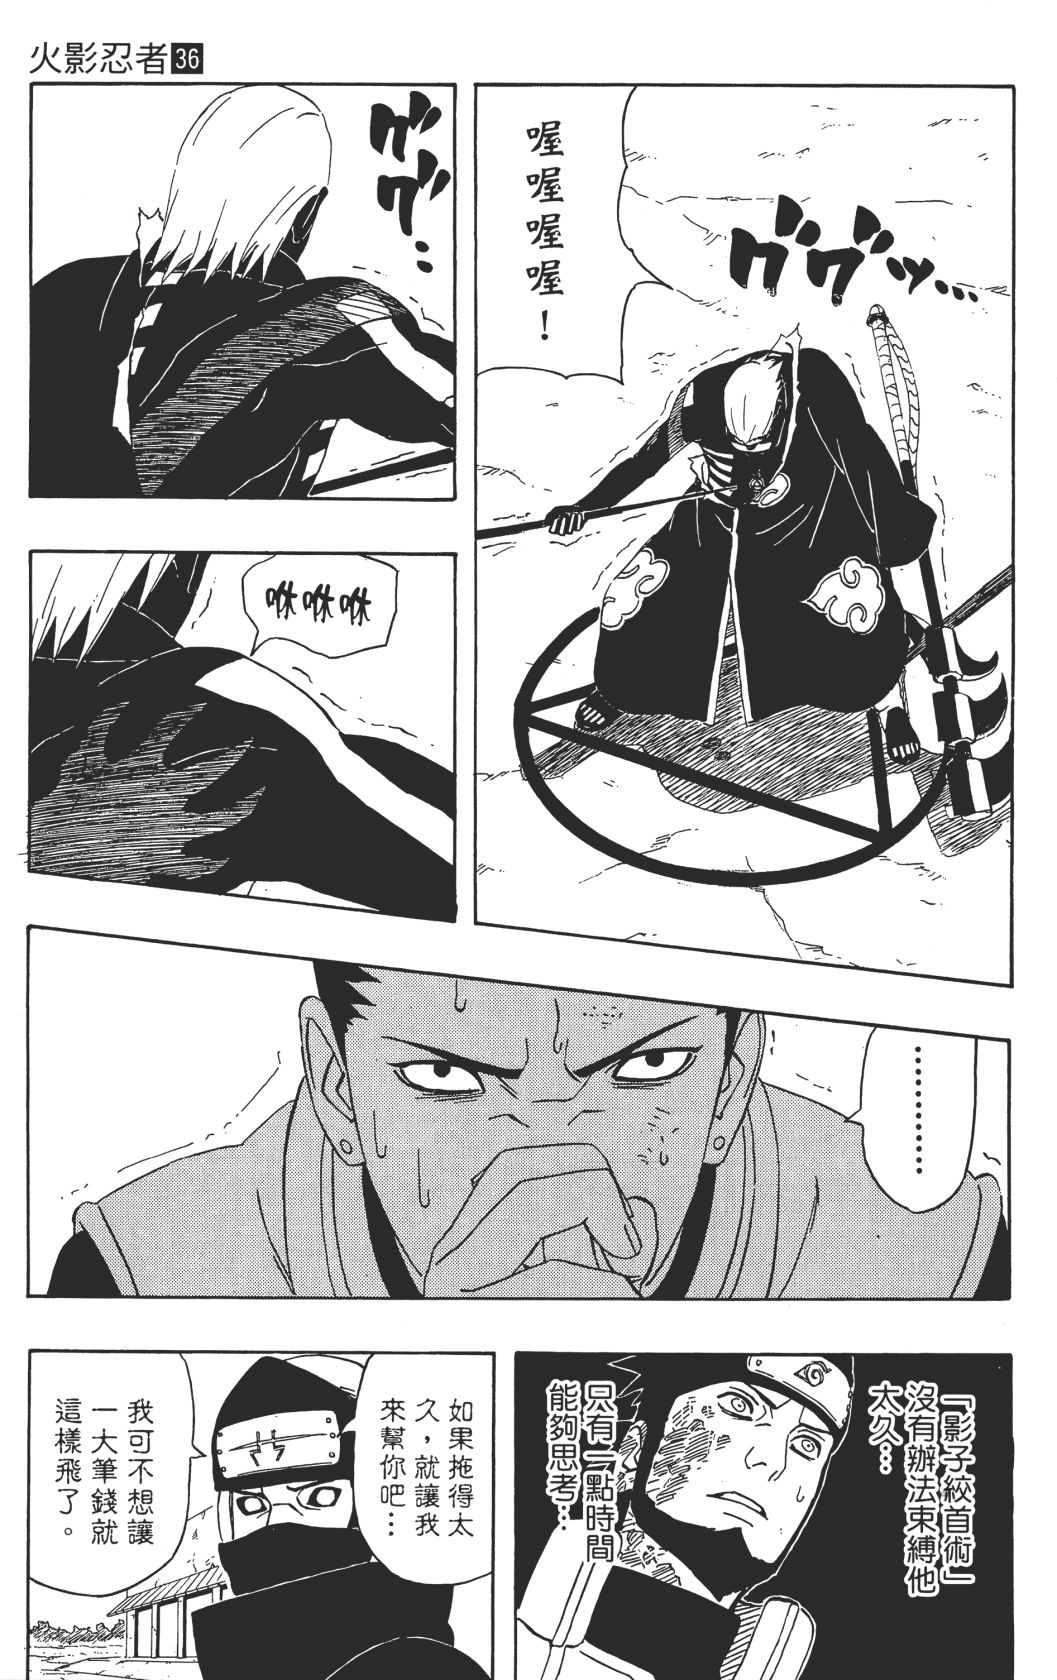 火影忍者36
喔喔喔喔！
ググッ…
ググ…
咻咻咻
…………
「影子絞首術」
沒有辦法束縛他
太久…
只有一點時間
能夠思考…
如果拖得太
久，就讓我
來幫你吧…
我可不想讓
一大筆錢就
這樣飛了。